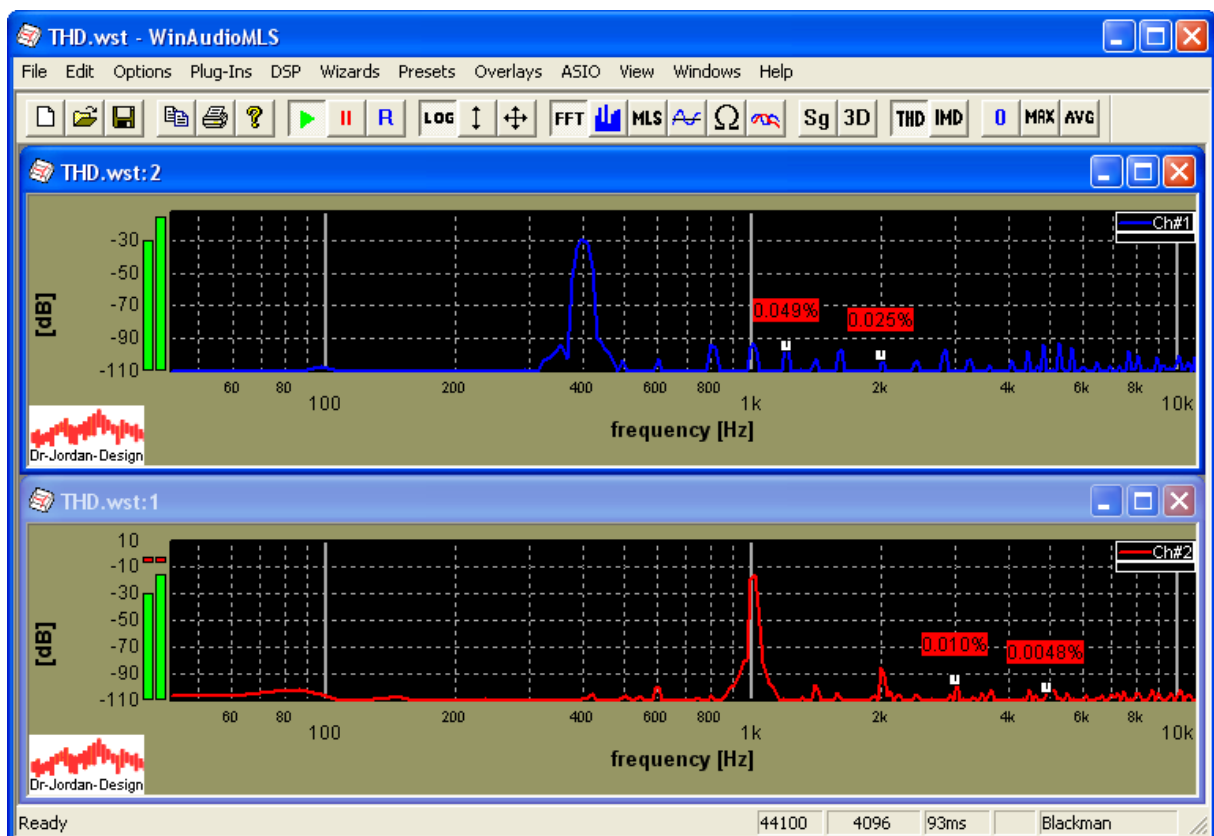 THD.wst - WinAudioMLS
File Edit Options Plug-Ins DSP Wizards Presets Overlays ASIO View Windows Help
R LOG FFT MLS Ω Sg 3D THD IMD 0 MAX AVG
THD.wst:2
Ch#1
-30
-50
-70
-90
-110
[dB]
0.049%
0.025%
60 80 200 400 600 800 2k 4k 6k 8k
100 1k 10k
frequency [Hz]
Dr-Jordan-Design
THD.wst:1
Ch#2
10
-10
-30
-50
-70
-90
-110
[dB]
0.010%
0.0048%
60 80 200 400 600 800 2k 4k 6k 8k
100 1k 10k
frequency [Hz]
Dr-Jordan-Design
Ready 44100 4096 93ms Blackman